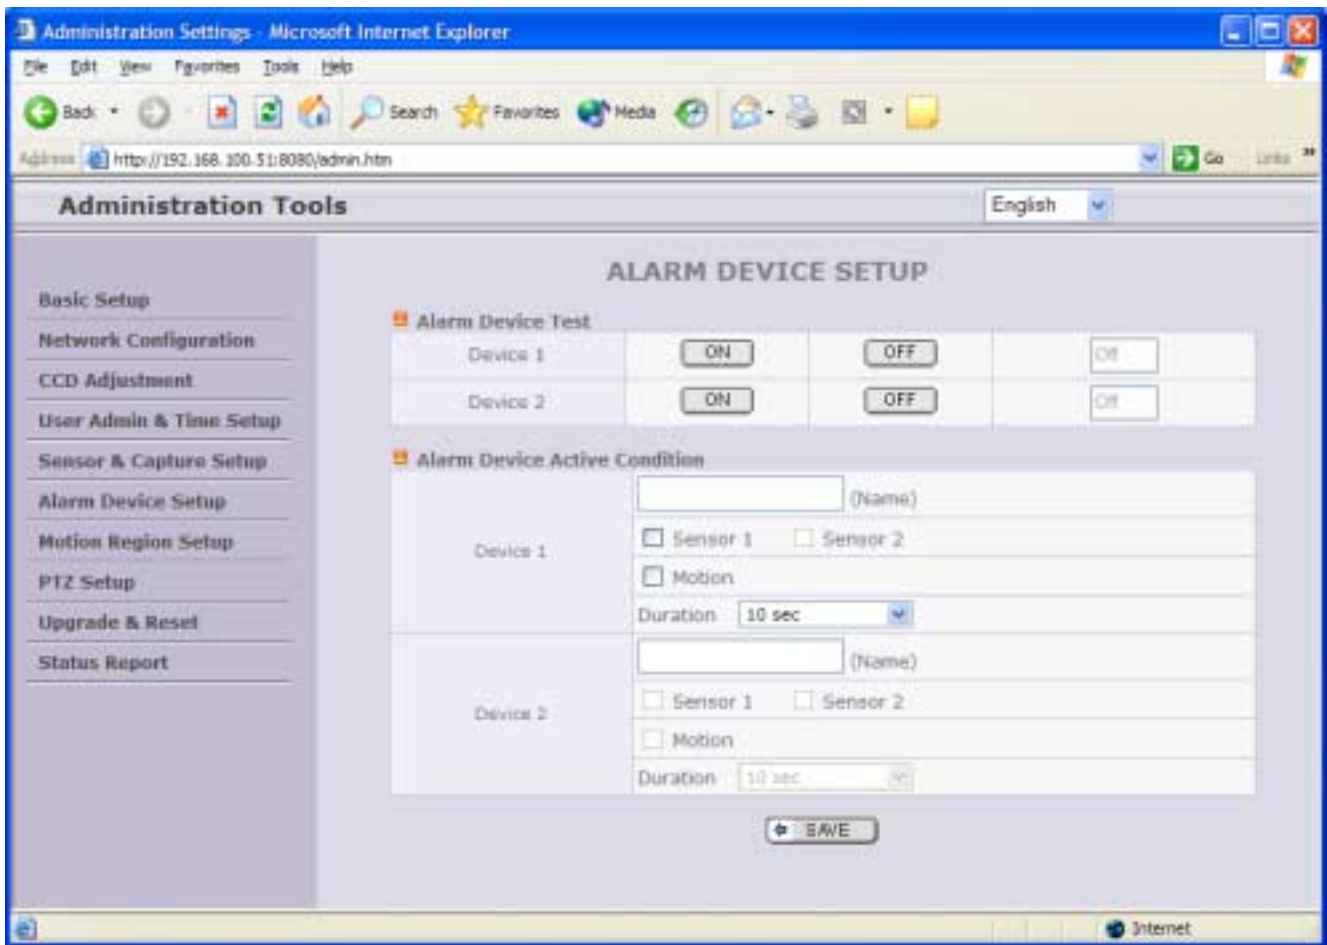 Administration Settings - Microsoft Internet Explorer
File Edit View Favorites Tools Help
Back Search Favorites Media
Address http://192.168.100.51:8080/admin.htm Go Links »
Administration Tools English
ALARM DEVICE SETUP
Basic Setup
Network Configuration
CCD Adjustment
User Admin & Time Setup
Sensor & Capture Setup
Alarm Device Setup
Motion Region Setup
PTZ Setup
Upgrade & Reset
Status Report
Alarm Device Test
Device 1 ON OFF Off
Device 2 ON OFF Off
Alarm Device Active Condition
Device 1
(Name)
Sensor 1 Sensor 2
Motion
Duration 10 sec
Device 2
(Name)
Sensor 1 Sensor 2
Motion
Duration 10 sec
SAVE
Internet